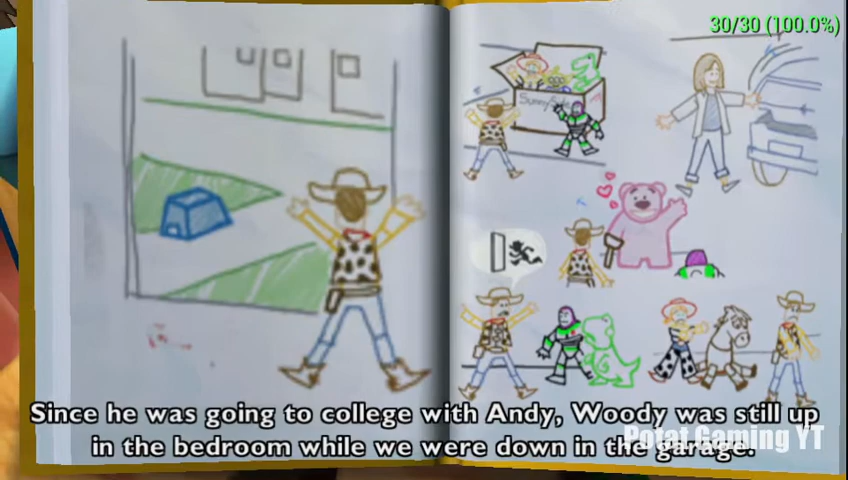 30/30 (100.0%)
Sunny
Since he was going to college with Andy, Woody was still up
in the bedroom while we were down in the garage.
Potat Gaming YT